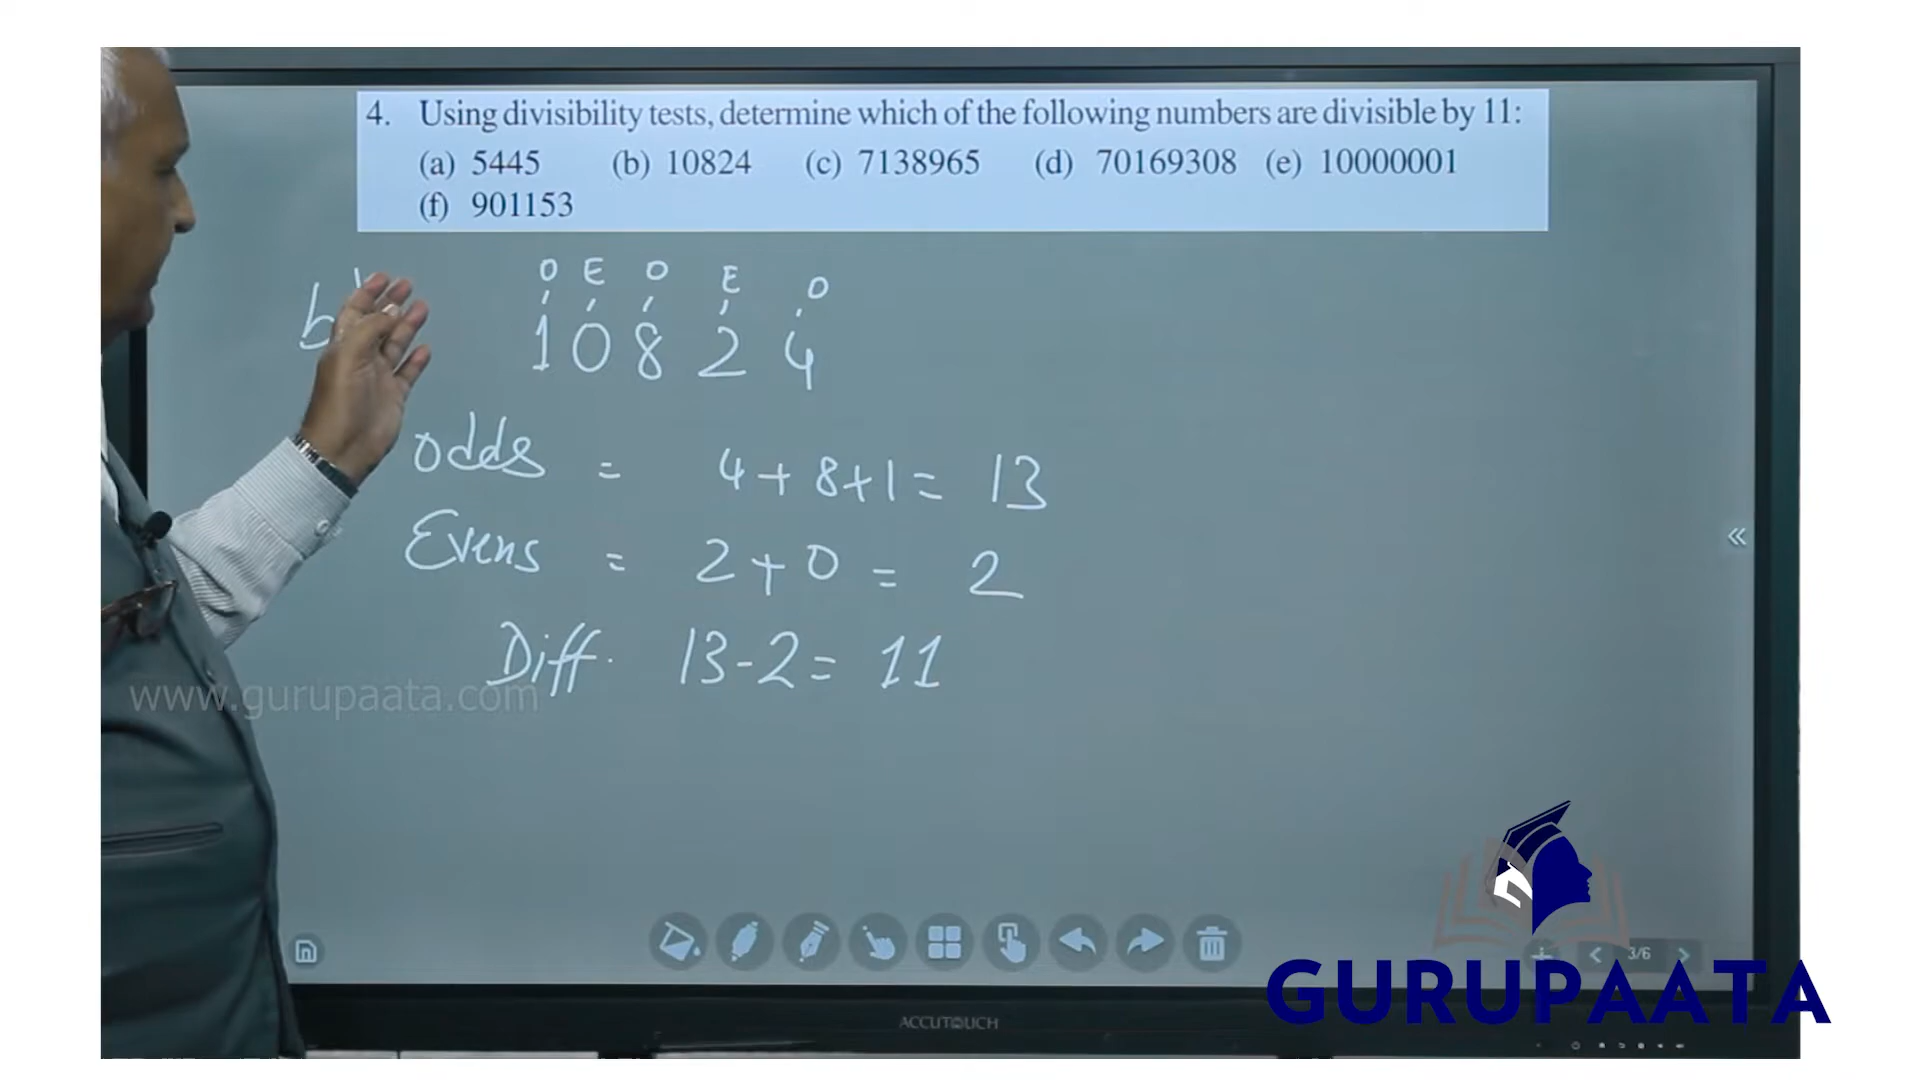 4. Using divisibility tests, determine which of the following numbers are divisible by 11:
(a) 5445 (b) 10824 (c) 7138965 (d) 70169308 (e) 10000001
(f) 901153
O E O E O
b
1 0 8 2 4
Odds = 4 + 8 + 1 = 13
Evens = 2 + 0 = 2
Diff. 13 - 2 = 11
www.gurupaata.com
3/6
GURUPAATA
ACCUTOUCH